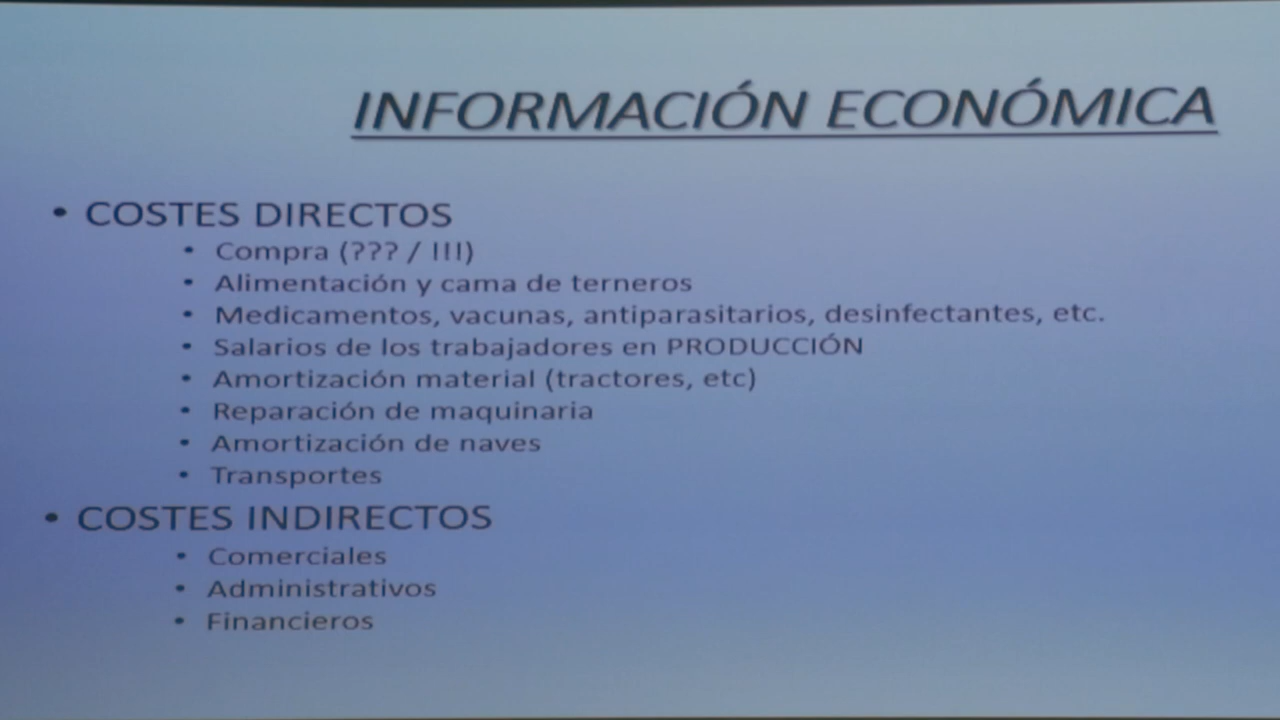 INFORMACIÓN ECONÓMICA
• COSTES DIRECTOS
• Compra (??? / !!!)
• Alimentación y cama de terneros
• Medicamentos, vacunas, antiparasitarios, desinfectantes, etc.
• Salarios de los trabajadores en PRODUCCIÓN
• Amortización material (tractores, etc)
• Reparación de maquinaria
• Amortización de naves
• Transportes
• COSTES INDIRECTOS
• Comerciales
• Administrativos
• Financieros